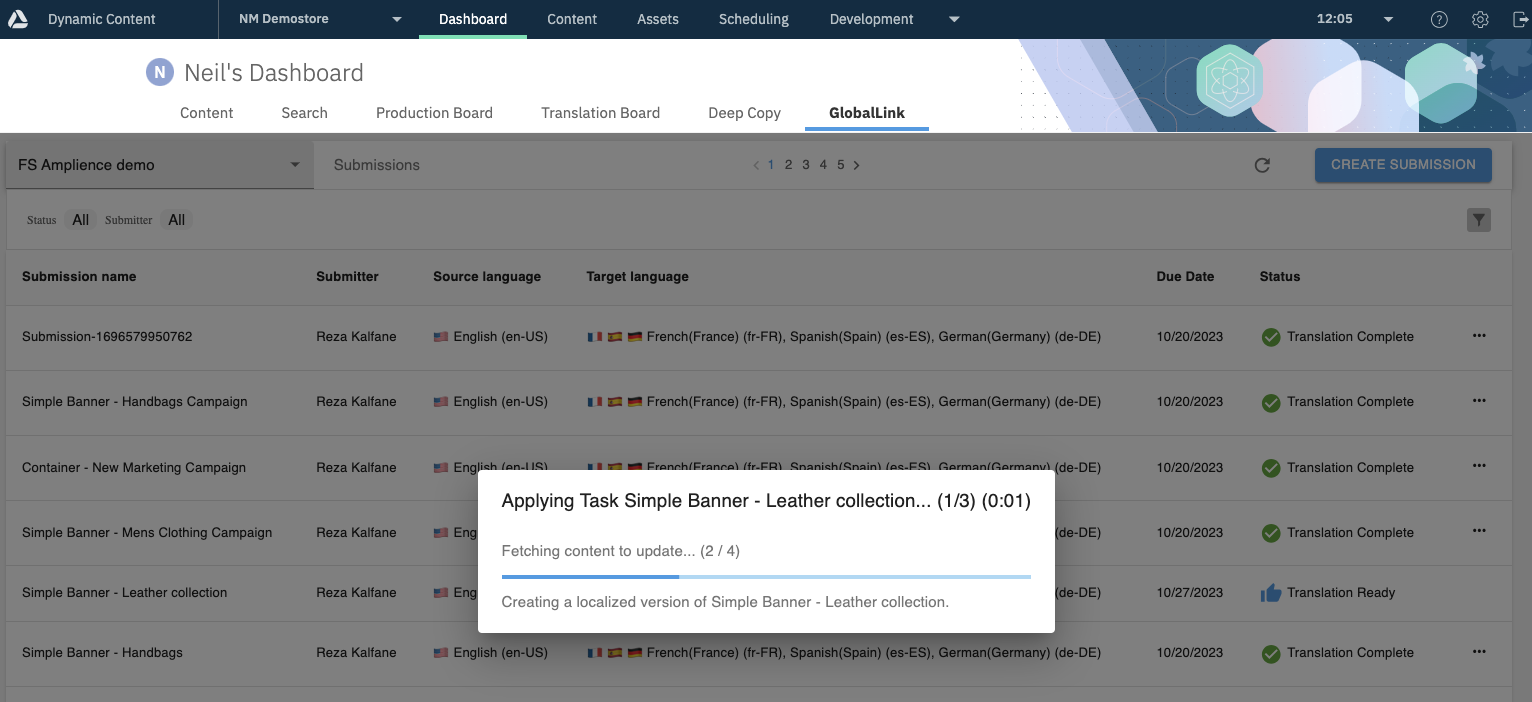 Dynamic Content NM Demostore Dashboard Content Assets Scheduling Development 12:05
N Neil's Dashboard
Content Search Production Board Translation Board Deep Copy GlobalLink
FS Amplience demo Submissions 1 2 3 4 5 CREATE SUBMISSION
Status All Submitter All
Submission name Submitter Source language Target language Due Date Status
Submission-1696579950762 Reza Kalfane English (en-US) French(France) (fr-FR), Spanish(Spain) (es-ES), German(Germany) (de-DE) 10/20/2023 Translation Complete
Simple Banner - Handbags Campaign Reza Kalfane English (en-US) French(France) (fr-FR), Spanish(Spain) (es-ES), German(Germany) (de-DE) 10/20/2023 Translation Complete
Container - New Marketing Campaign Reza Kalfane English (en-US) French(France) (fr-FR), Spanish(Spain) (es-ES), German(Germany) (de-DE) 10/20/2023 Translation Complete
Applying Task Simple Banner - Leather collection... (1/3) (0:01)
Simple Banner - Mens Clothing Campaign Reza Kalfane Eng (de-DE) 10/20/2023 Translation Complete
Fetching content to update... (2 / 4)
Simple Banner - Leather collection Reza Kalfane Eng (de-DE) 10/27/2023 Translation Ready
Creating a localized version of Simple Banner - Leather collection.
Simple Banner - Handbags Reza Kalfane English (en-US) French(France) (fr-FR), Spanish(Spain) (es-ES), German(Germany) (de-DE) 10/20/2023 Translation Complete